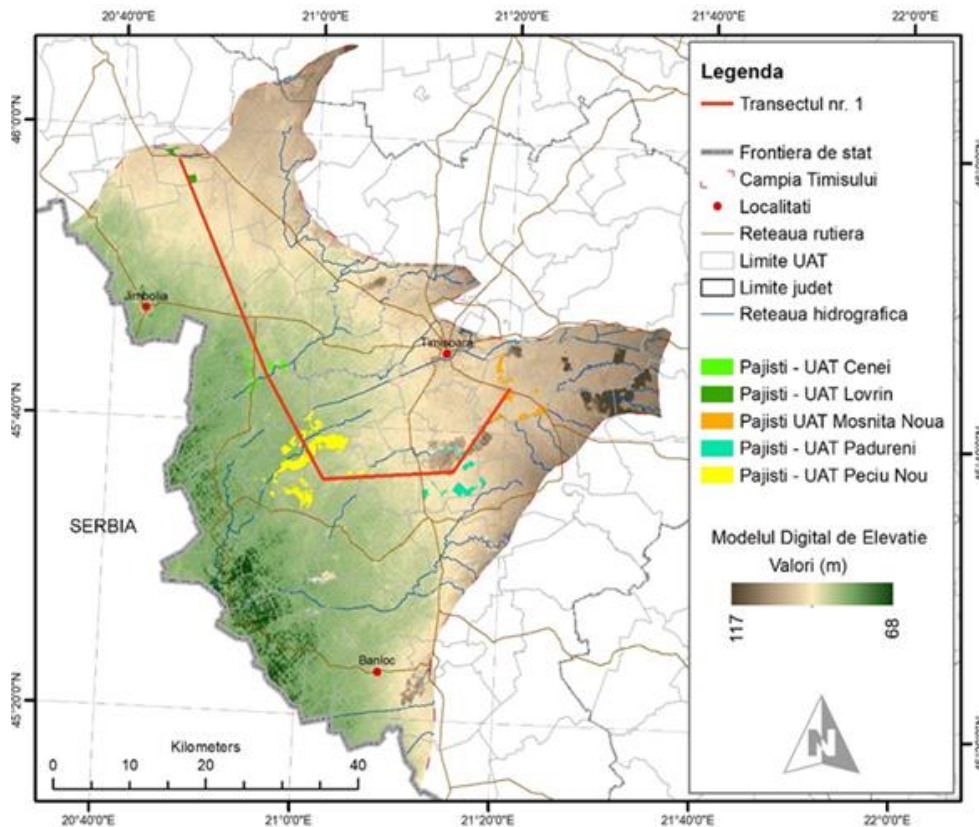 20°40'0"E 21°0'0"E 21°20'0"E 21°40'0"E 22°0'0"E
Legenda
Transectul nr. 1
46°0'0"N
Frontiera de stat
Campia Timisului
Localitati
Reteaua rutiera
Limite UAT
Limite judet
Reteaua hidrografica
Jimbolia
Timisoara
Pajisti - UAT Cenei
Pajisti - UAT Lovrin
Pajisti UAT Mosnita Noua
Pajisti - UAT Padureni
Pajisti - UAT Peciu Nou
45°40'0"N
SERBIA
Modelul Digital de Elevatie
Valori (m)
117
68
Banloc
45°20'0"N
N
Kilometers
0 5 10 20 30 40
20°40'0"E 21°0'0"E 21°20'0"E 21°40'0"E 22°0'0"E